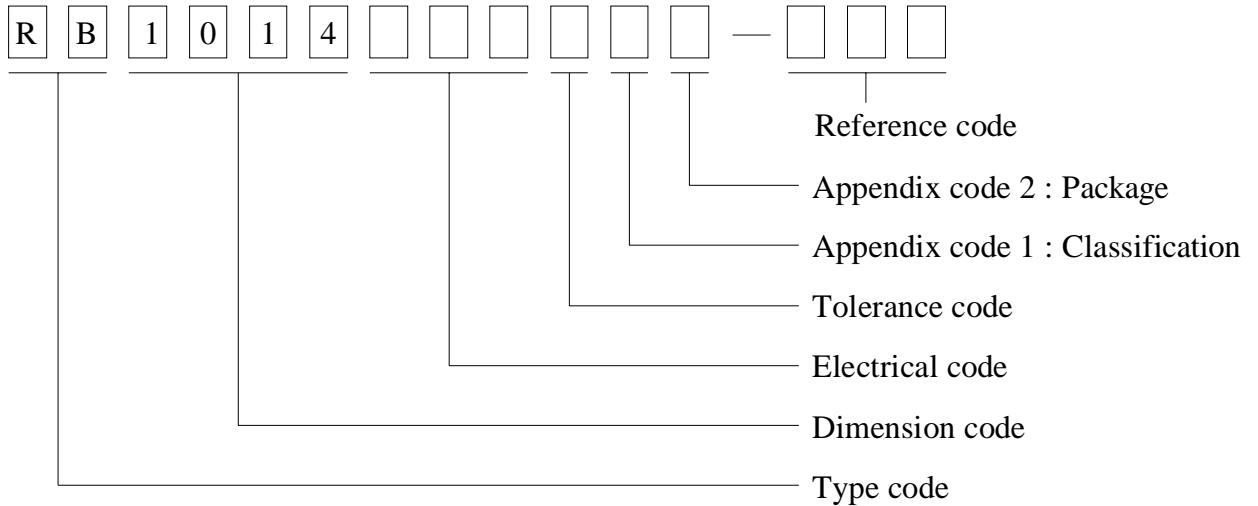 R B 1 0 1 4 —
Reference code
Appendix code 2 : Package
Appendix code 1 : Classification
Tolerance code
Electrical code
Dimension code
Type code